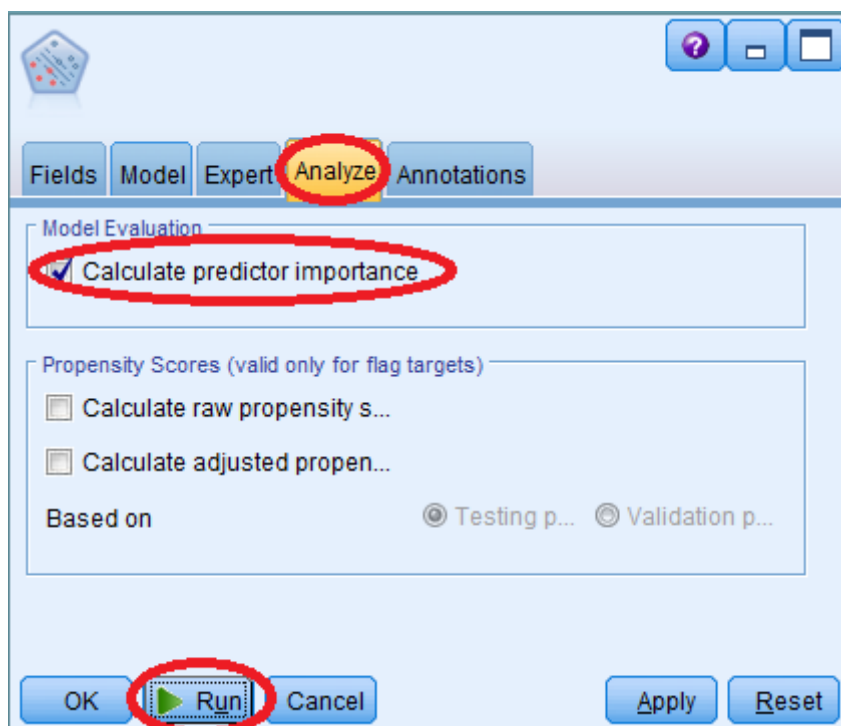 ?
Fields Model Expert Analyze Annotations
Model Evaluation
Calculate predictor importance
Propensity Scores (valid only for flag targets)
Calculate raw propensity s...
Calculate adjusted propen...
Based on Testing p... Validation p...
OK Run Cancel Apply Reset